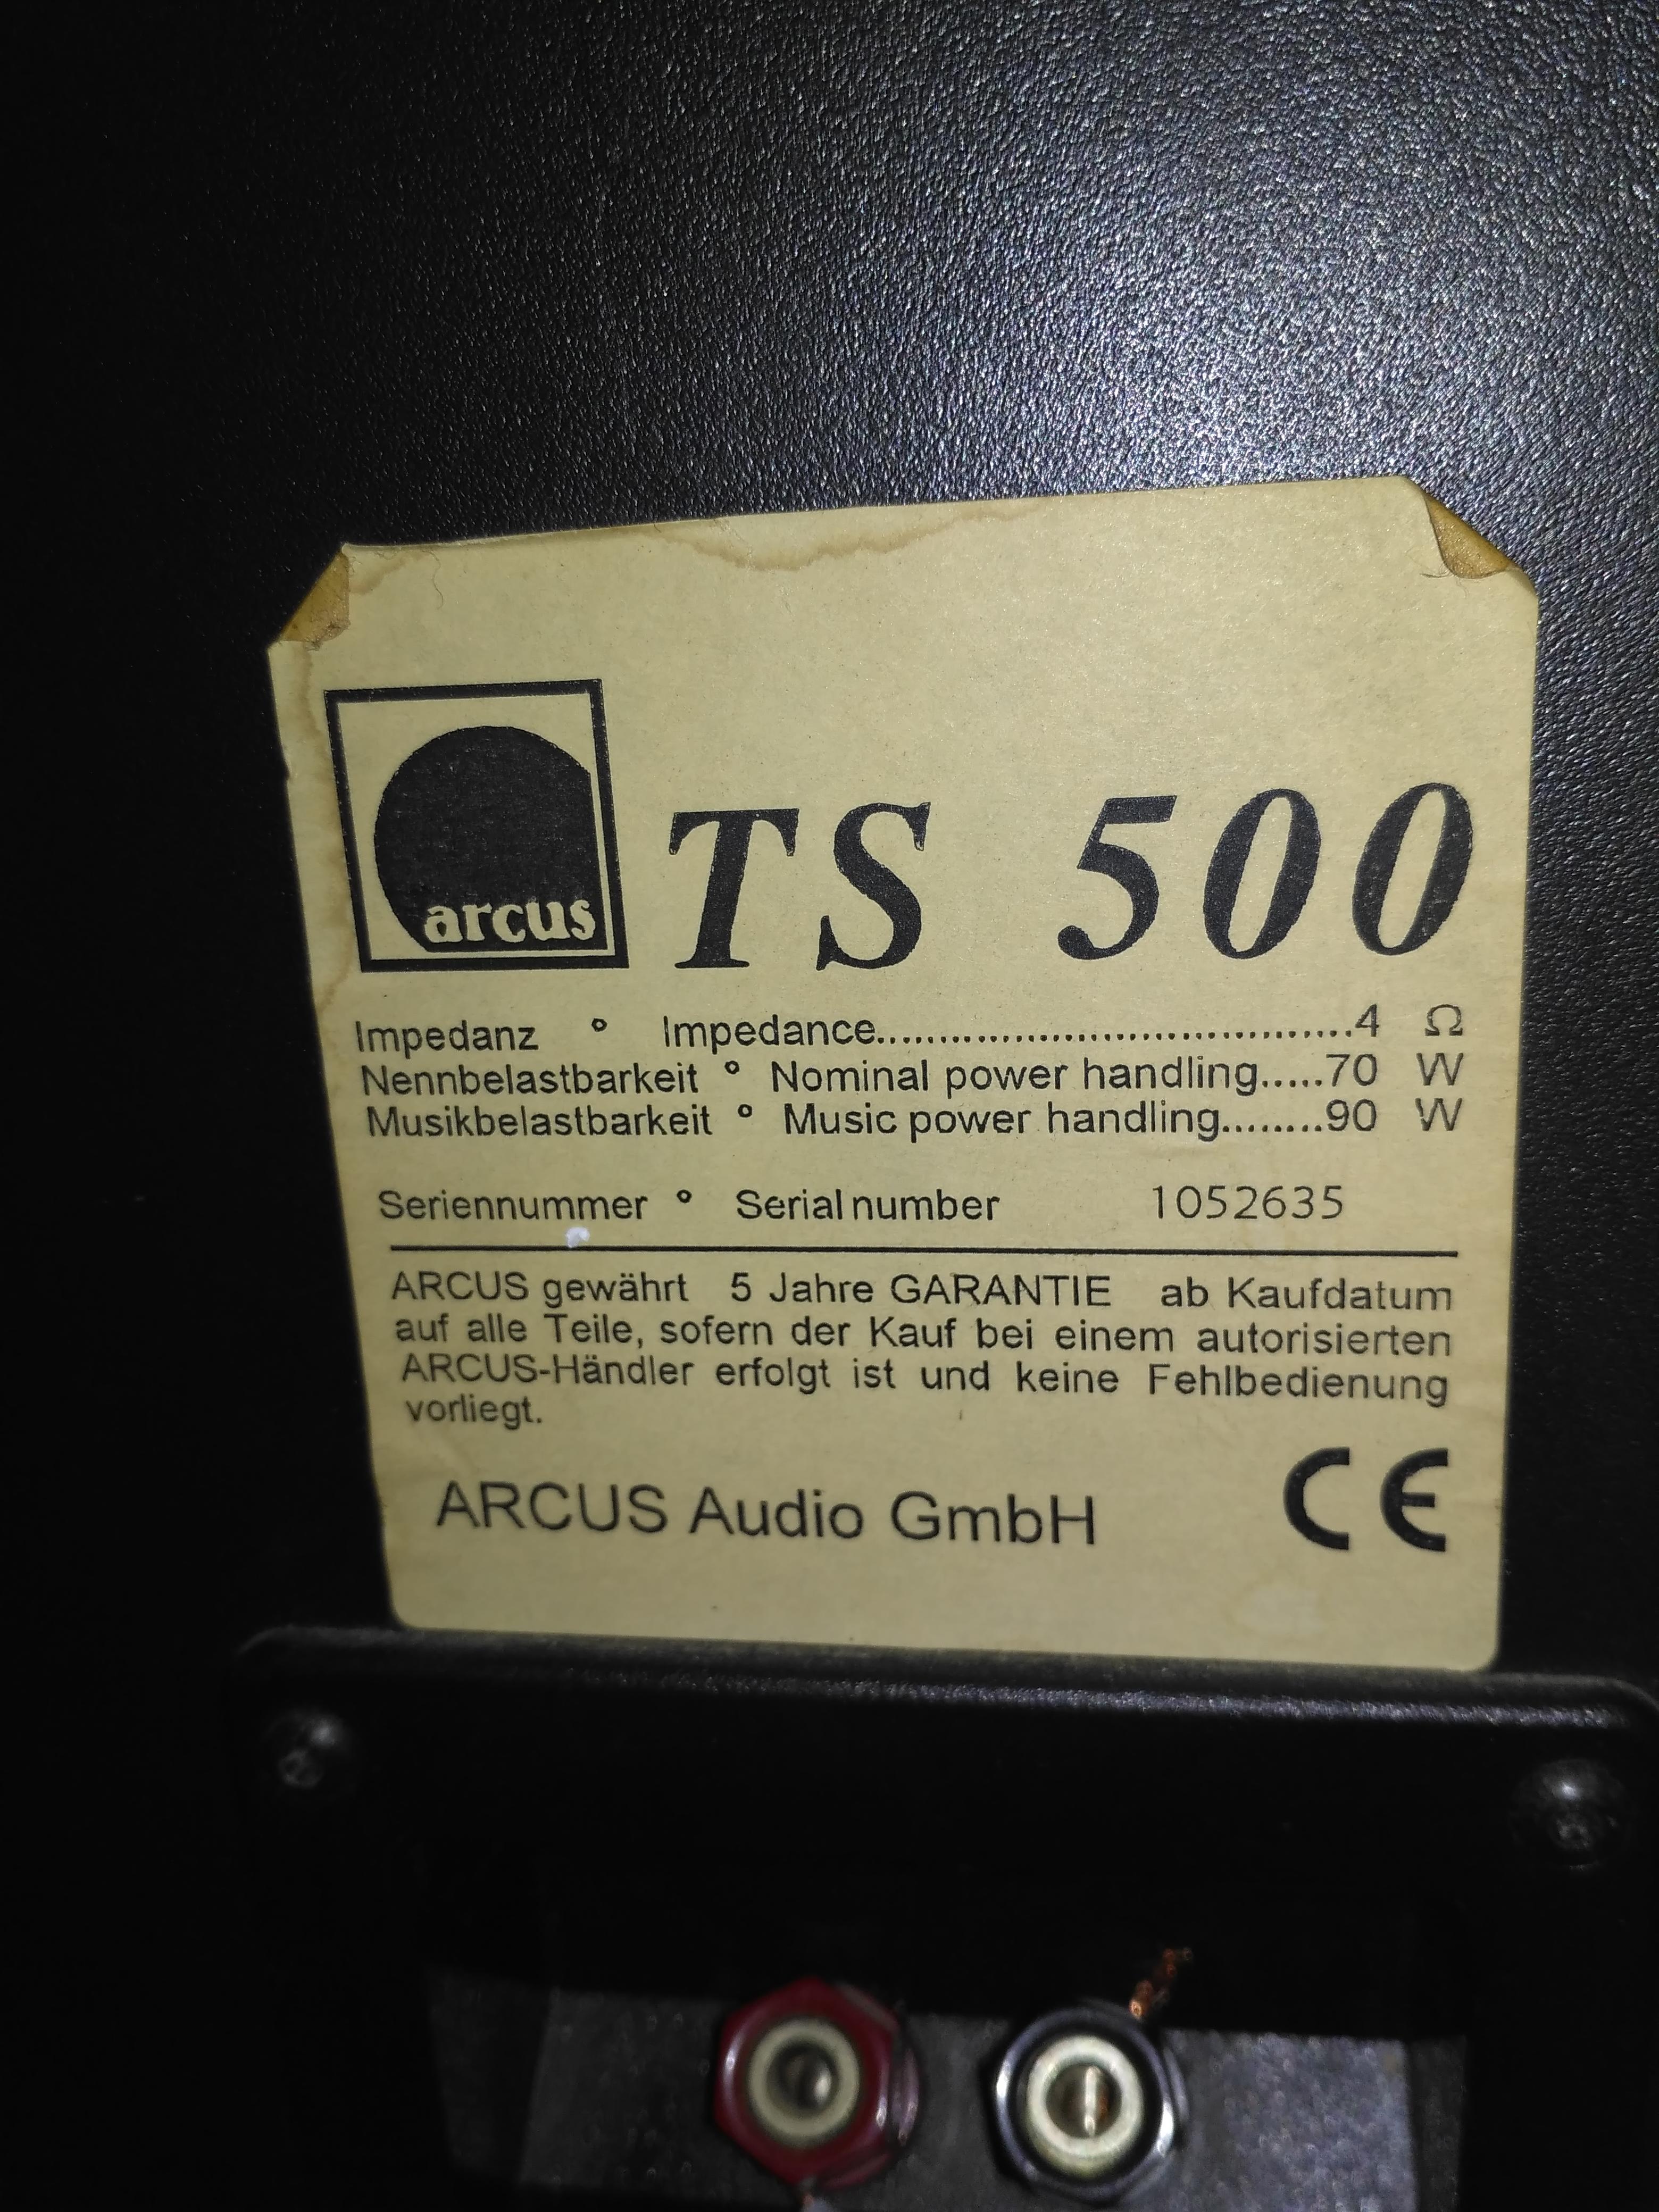 arcus
TS 500
Impedanz ° Impedance......................................4 Ω
Nennbelastbarkeit ° Nominal power handling.....70 W
Musikbelastbarkeit ° Music power handling........90 W
Seriennummer ° Serial number 1052635
ARCUS gewährt 5 Jahre GARANTIE ab Kaufdatum
auf alle Teile, sofern der Kauf bei einem autorisierten
ARCUS-Händler erfolgt ist und keine Fehlbedienung
vorliegt.
ARCUS Audio GmbH CE